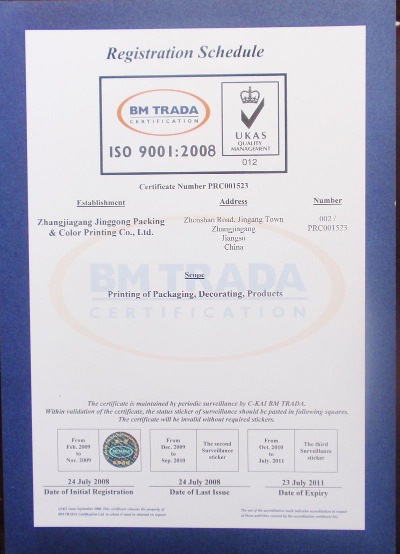 Registration Schedule
BM TRADA
CERTIFICATION
ISO 9001:2008
UKAS
QUALITY
MANAGEMENT
012
Certificate Number PRC001523
Establishment
Address
Number
Zhangjiagang Jinggong Packing
& Color Printing Co., Ltd.
Zhenshan Road, Jingang Town
Zhangjingang
Jiangsu
China
002 /
PRC001523
Scope
Printing of Packaging, Decorating, Products
BM TRADA
CERTIFICATION
The certificate is maintained by periodic surveillance by C-KAI BM TRADA.
Within validation of the certificate, the status sticker of surveillance should be pasted in following squares.
The certificate will be invalid without required stickers.
From
Feb. 2009
to
Nov. 2009
From
Dec. 2009
to
Sep. 2010
The second
Surveillance
sticker
From
Oct. 2010
to
July. 2011
The third
Surveillance
sticker
24 July 2008
Date of Initial Registration
24 July 2008
Date of Last Issue
23 July 2011
Date of Expiry